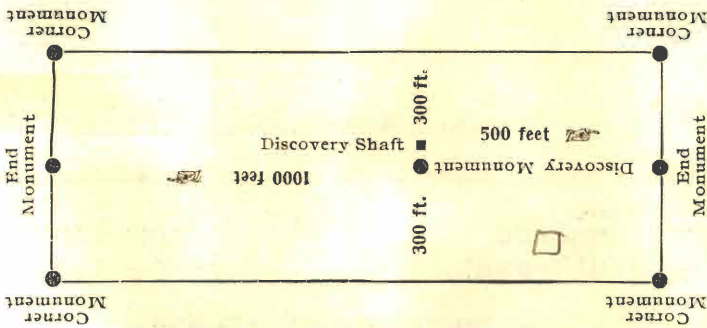 Corner
Monument
Corner
Monument
End
Monument
300 ft.
500 feet
Discovery Shaft
Discovery Monument
1000 feet
300 ft.
End
Monument
Corner
Monument
Corner
Monument